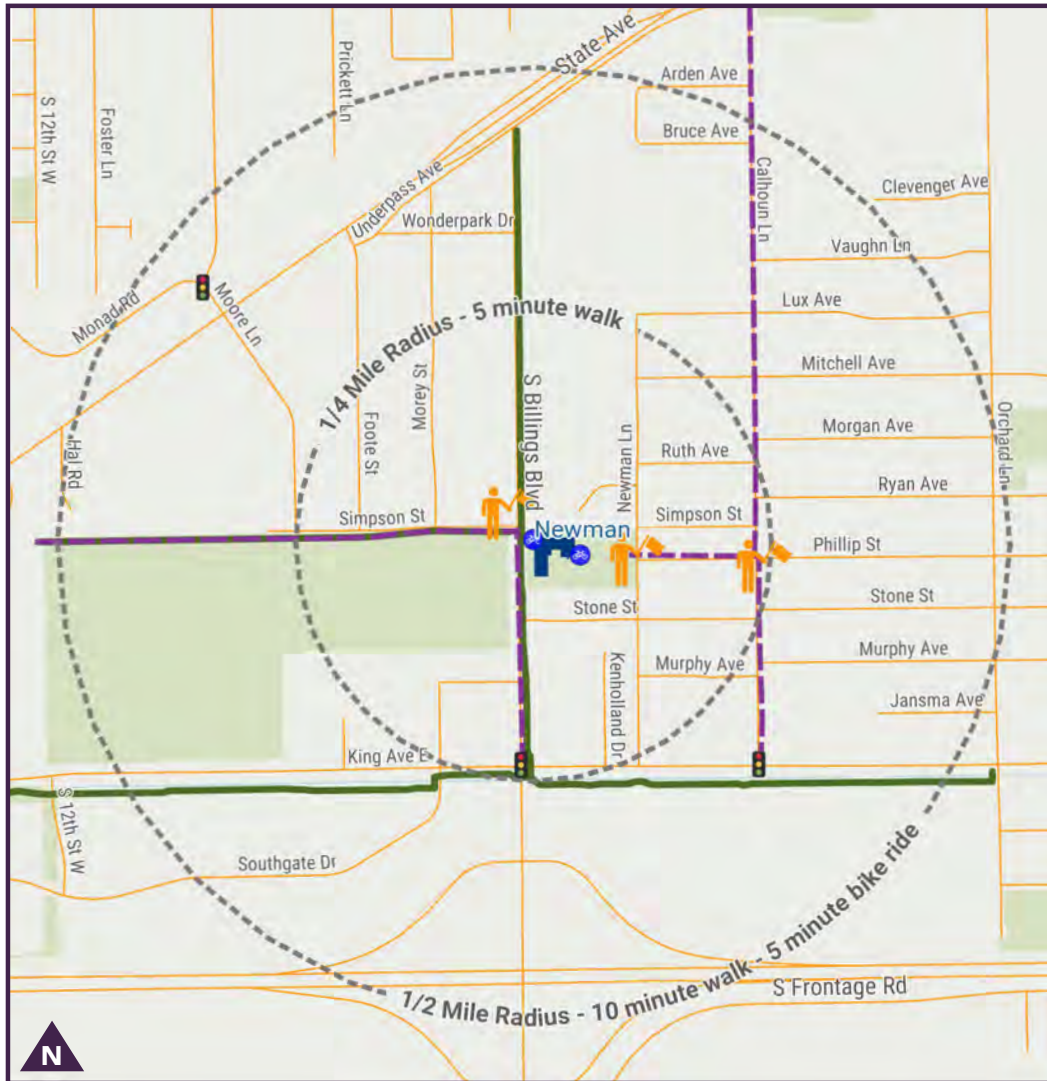 State Ave
Prickett Ln
Arden Ave
S 12th St W
Foster Ln
Bruce Ave
Underpass Ave
Calhoun Ln
Clevenger Ave
Wonderpark Dr
Vaughn Ln
Monad Rd
Moore Ln
Lux Ave
1/4 Mile Radius - 5 minute walk
Mitchell Ave
Morey St
S Billings Blvd
Foote St
Newman Ln
Orchard Ln
Morgan Ave
Hal Rd
Ruth Ave
Ryan Ave
Simpson St
Newman
Simpson St
Phillip St
Stone St
Stone St
Kenholland Dr
Murphy Ave
Murphy Ave
Jansma Ave
King Ave E
S 12th St W
Southgate Dr
1/2 Mile Radius - 10 minute walk - 5 minute bike ride
S Frontage Rd
N